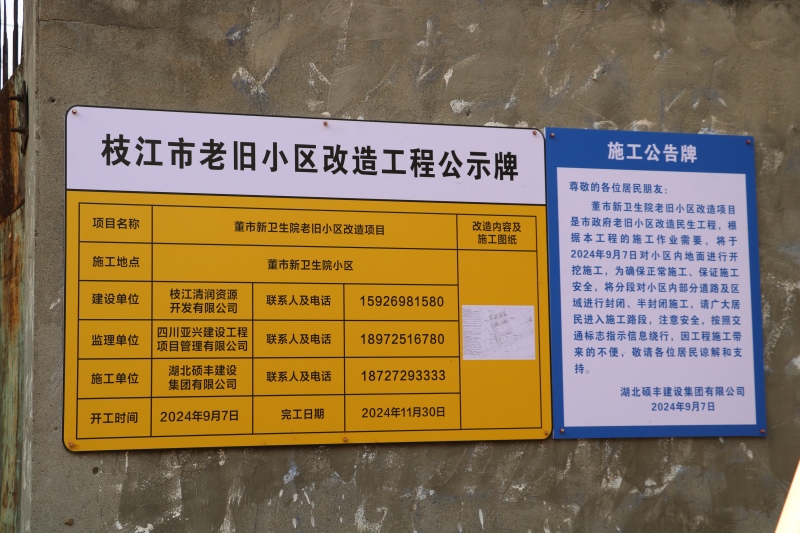 枝江市老旧小区改造工程公示牌
项目名称 董市新卫生院老旧小区改造项目 改造内容及
施工图纸
施工地点 董市新卫生院小区
建设单位 枝江清润资源
开发有限公司 联系人及电话 15926981580
监理单位 四川亚兴建设工程
项目管理有限公司 联系人及电话 18972516780
施工单位 湖北硕丰建设
集团有限公司 联系人及电话 18727293333
开工时间 2024年9月7日 完工日期 2024年11月30日
施工公告牌
尊敬的各位居民朋友：
董市新卫生院老旧小区改造项目
是市政府老旧小区改造民生工程，根
据本工程的施工作业需要，将于
2024年9月7日对小区内地面进行开
挖施工，为确保正常施工、保证施工
安全，将分段对小区内部分道路及区
域进行封闭、半封闭施工，请广大居
民进入施工路段，注意安全，按照交
通标志指示信息绕行，因工程施工带
来的不便，敬请各位居民谅解和支
持。
湖北硕丰建设集团有限公司
2024年9月7日